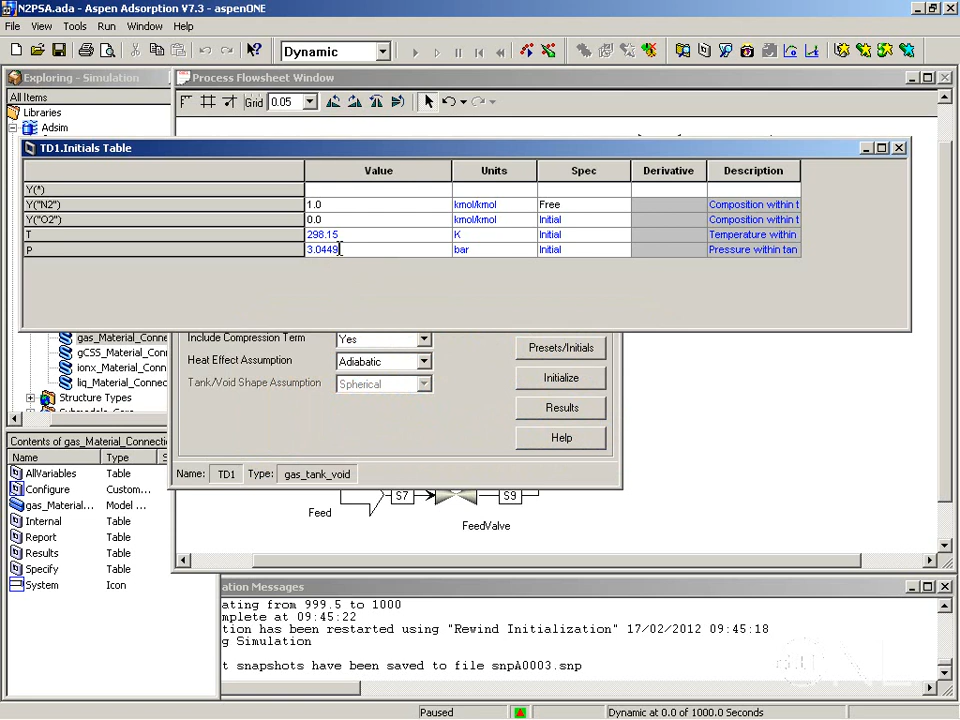 N2PSA.ada - Aspen Adsorption V7.3 - aspenONE
File View Tools Run Window Help
Dynamic
Exploring - Simulation
Process Flowsheet Window
All Items
Grid 0.05
Libraries
Adsim
TD1.Initials Table
Value Units Spec Derivative Description
Y(*)
Y("N2") 1.0 kmol/kmol Free Composition within t
Y("O2") 0.0 kmol/kmol Initial Composition within t
T 298.15 K Initial Temperature within
P 3.0449 bar Initial Pressure within tan
gas_Material_Conne
gCSS_Material_Con
ionx_Material_Conn
liq_Material_Connec
Structure Types
Include Compression Term Yes
Heat Effect Assumption Adiabatic
Tank/Void Shape Assumption Spherical
Presets/Initials
Initialize
Results
Help
Name: TD1 Type: gas_tank_void
Contents of gas_Material_Connecti
Name Type
AllVariables Table
Configure Custom...
gas_Material... Model ...
Internal Table
Report Table
Results Table
Specify Table
System Icon
S7 S9
Feed
FeedValve
ation Messages
ating from 999.5 to 1000
mplete at 09:45:22
tion has been restarted using "Rewind Initialization" 17/02/2012 09:45:18
g Simulation
t snapshots have been saved to file snpA0003.snp
Paused Dynamic at 0.0 of 1000.0 Seconds